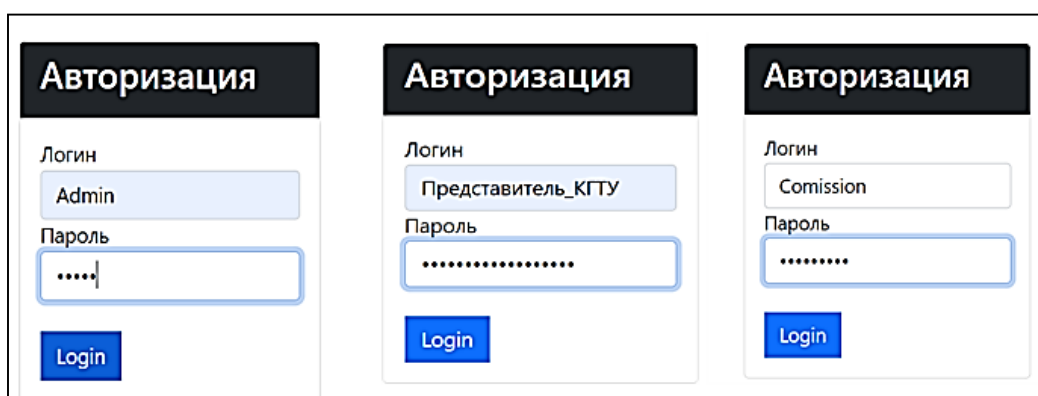 Авторизация
Логин
Admin
Пароль
•••••
Login
Авторизация
Логин
Представитель_КГТУ
Пароль
••••••••••••••••••
Login
Авторизация
Логин
Comission
Пароль
•••••••••
Login